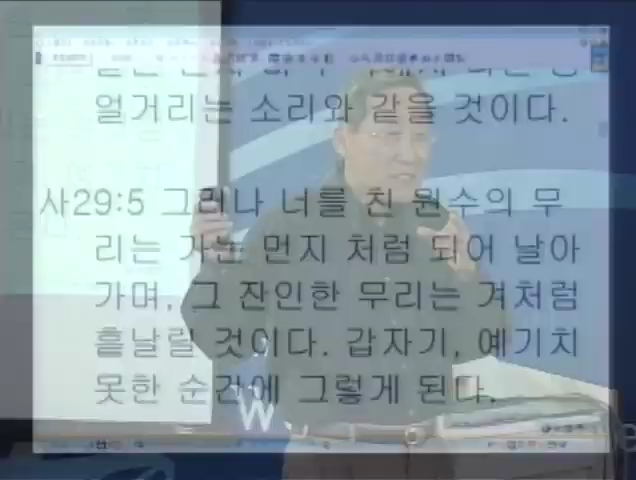 얼거리는 소리와 같을 것이다.
사29:5 그러나 너를 친 원수의 무
리는 가는 먼지 처럼 되어 날아
가며, 그 잔인한 무리는 겨처럼
흩날릴 것이다. 갑자기, 예기치
못한 순간에 그렇게 된다.
W